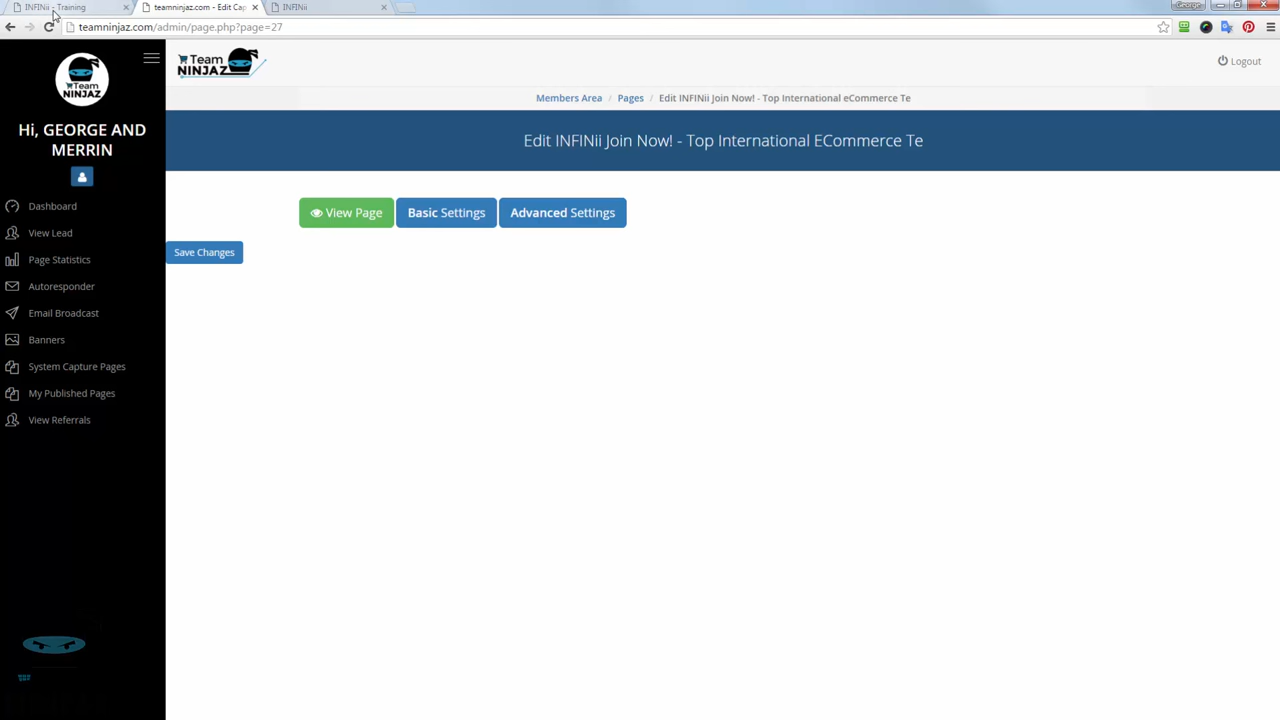 INFINii - Training
teamninjaz.com - Edit Cap
INFINii
George
teamninjaz.com/admin/page.php?page=27
Team
NINJAZ
Hi, GEORGE AND
MERRIN
Dashboard
View Lead
Page Statistics
Autoresponder
Email Broadcast
Banners
System Capture Pages
My Published Pages
View Referrals
Team
NINJAZ
Logout
Members Area / Pages / Edit INFINii Join Now! - Top International eCommerce Te
Edit INFINii Join Now! - Top International ECommerce Te
View Page Basic Settings Advanced Settings
Save Changes